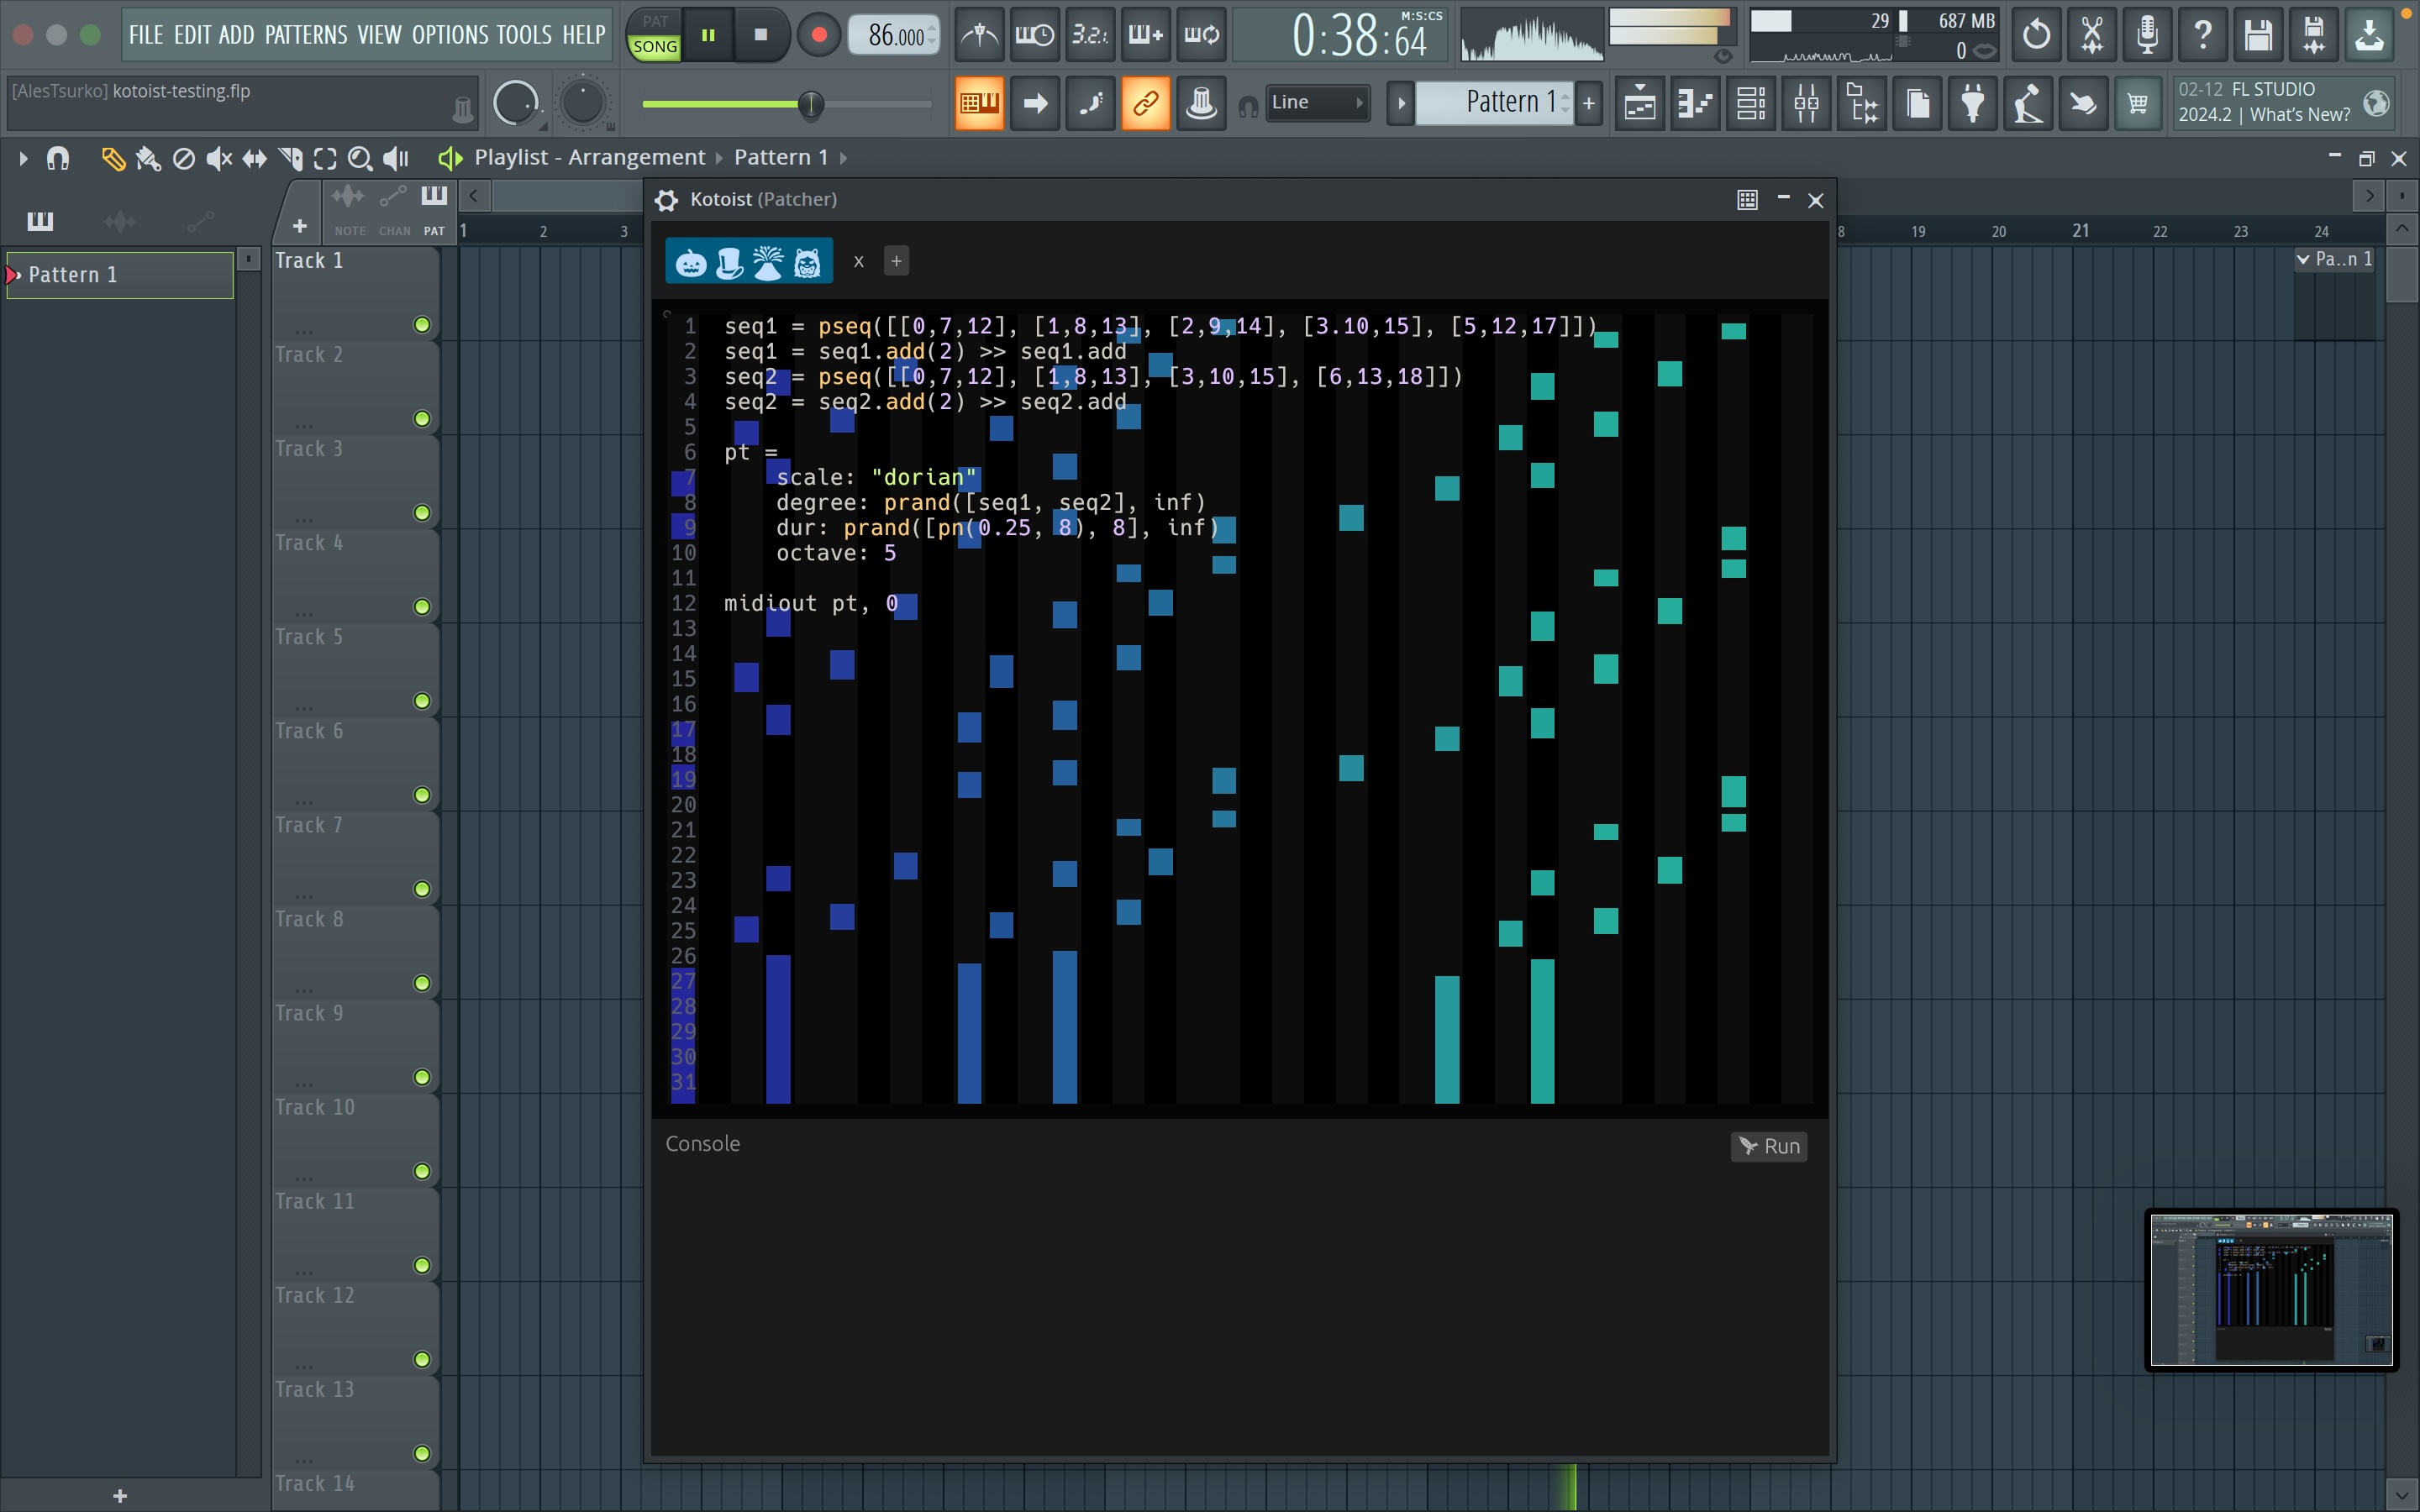 FILE EDIT ADD PATTERNS VIEW OPTIONS TOOLS HELP
PAT
SONG
86.000
3.2.
0:38:64
M:S:CS
29
687 MB
0
[AlesTsurko] kotoist-testing.flp
Line
Pattern 1
+
02-12 FL STUDIO
2024.2 | What's New?
Playlist - Arrangement
Pattern 1
+
NOTE
CHAN
PAT
1
2
3
8
19
20
21
22
23
24
Pattern 1
Pa..n 1
Track 1
Track 2
Track 3
Track 4
Track 5
Track 6
Track 7
Track 8
Track 9
Track 10
Track 11
Track 12
Track 13
Track 14
+
Kotoist (Patcher)
x
+
1 seq1 = pseq([[0,7,12], [1,8,13], [2,9,14], [3.10,15], [5,12,17]])
2 seq1 = seq1.add(2) >> seq1.add
3 seq2 = pseq([[0,7,12], [1,8,13], [3,10,15], [6,13,18]])
4 seq2 = seq2.add(2) >> seq2.add
5
6 pt =
7 scale: "dorian"
8 degree: prand([seq1, seq2], inf)
9 dur: prand([pn(0.25, 8), 8], inf)
10 octave: 5
11
12 midiout pt, 0
13
14
15
16
17
18
19
20
21
22
23
24
25
26
27
28
29
30
31
Console
Run